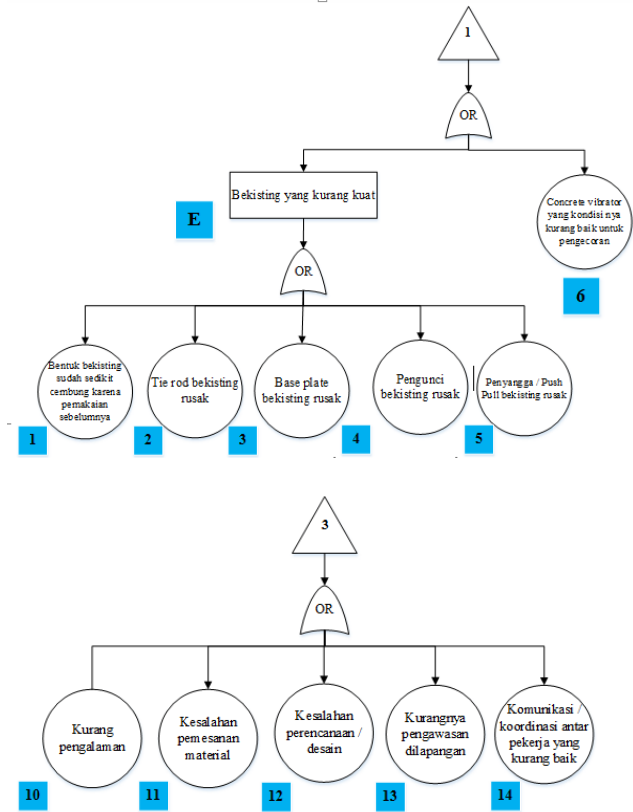 1
OR
Bekisting yang kurang kuat
E
Concrete vibrator
yang kondisi nya
kurang baik untuk
pengecoran
6
OR
Bentuk bekisting
sudah sedikit
cembung karena
pemakaian
sebelumnya
1
Tie rod bekisting
rusak
2
Base plate
bekisting rusak
3
Pengunci
bekisting rusak
4
Penyangga / Push
Pull bekisting rusak
5
3
OR
Kurang
pengalaman
10
Kesalahan
pemesanan
material
11
Kesalahan
perencanaan /
desain
12
Kurangnya
pengawasan
dilapangan
13
Komunikasi /
koordinasi antar
pekerja yang
kurang baik
14